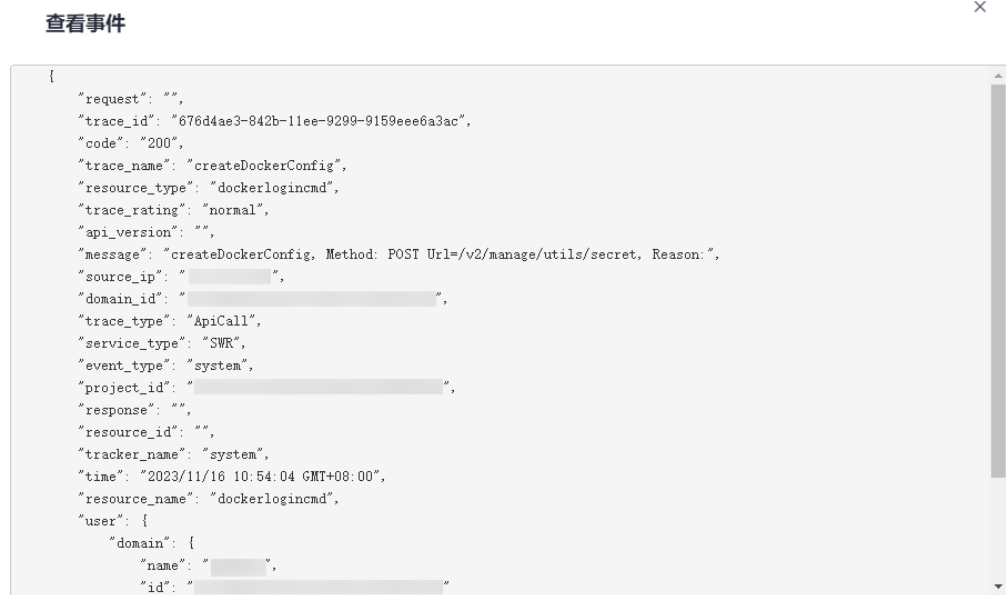 查看事件
{
"request": "",
"trace_id": "676d4ae3-842b-11ee-9299-9159eee6a3ac",
"code": "200",
"trace_name": "createDockerConfig",
"resource_type": "dockerlogincmd",
"trace_rating": "normal",
"api_version": "",
"message": "createDockerConfig, Method: POST Url=/v2/manage/utils/secret, Reason:",
"source_ip": " ",
"domain_id": " ",
"trace_type": "ApiCall",
"service_type": "SWR",
"event_type": "system",
"project_id": " ",
"response": "",
"resource_id": "",
"tracker_name": "system",
"time": "2023/11/16 10:54:04 GMT+08:00",
"resource_name": "dockerlogincmd",
"user": {
"domain": {
"name": " ",
"id": " "